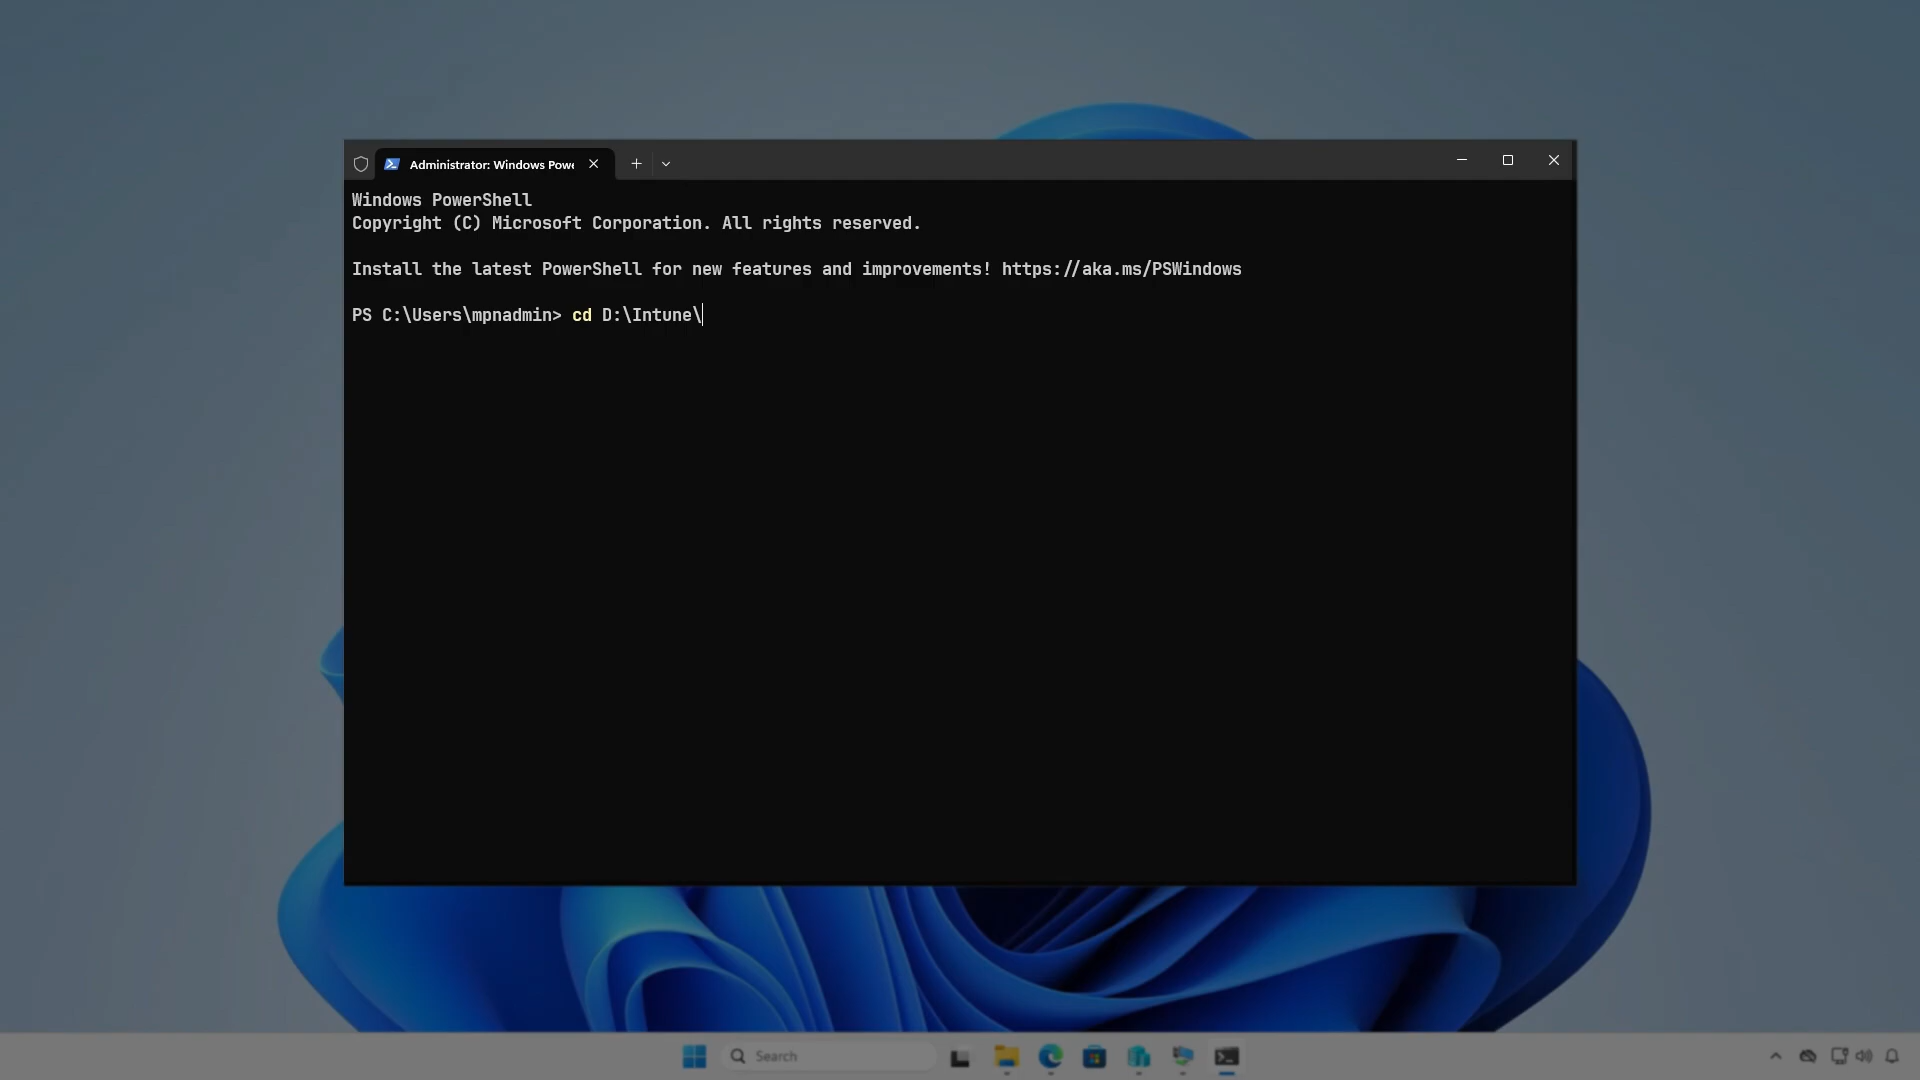 Administrator: Windows Powe
Windows PowerShell
Copyright (C) Microsoft Corporation. All rights reserved.
Install the latest PowerShell for new features and improvements! https://aka.ms/PSWindows
PS C:\Users\mpnadmin> cd D:\Intune\
Search